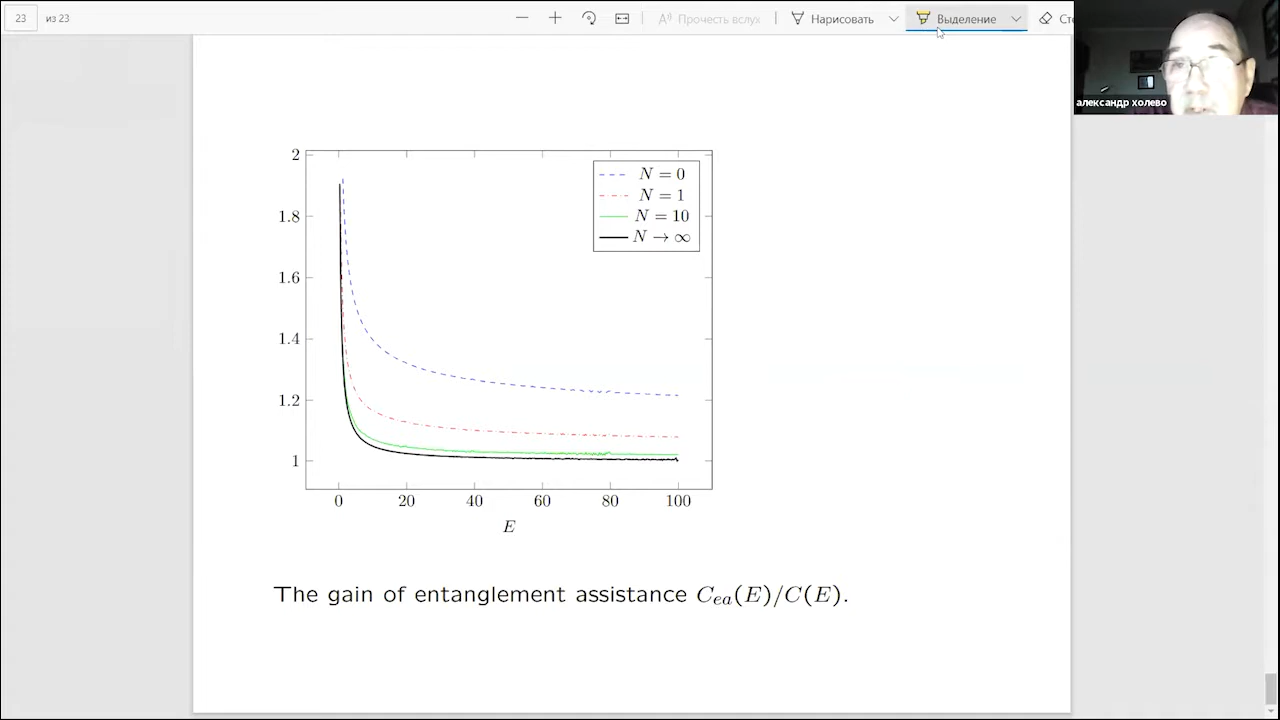 23 из 23 Прочесть вслух Нарисовать Выделение
александр холево
2
1.8
1.6
1.4
1.2
1
N = 0
N = 1
N = 10
N → ∞
0 20 40 60 80 100
E
The gain of entanglement assistance C_ea(E)/C(E).